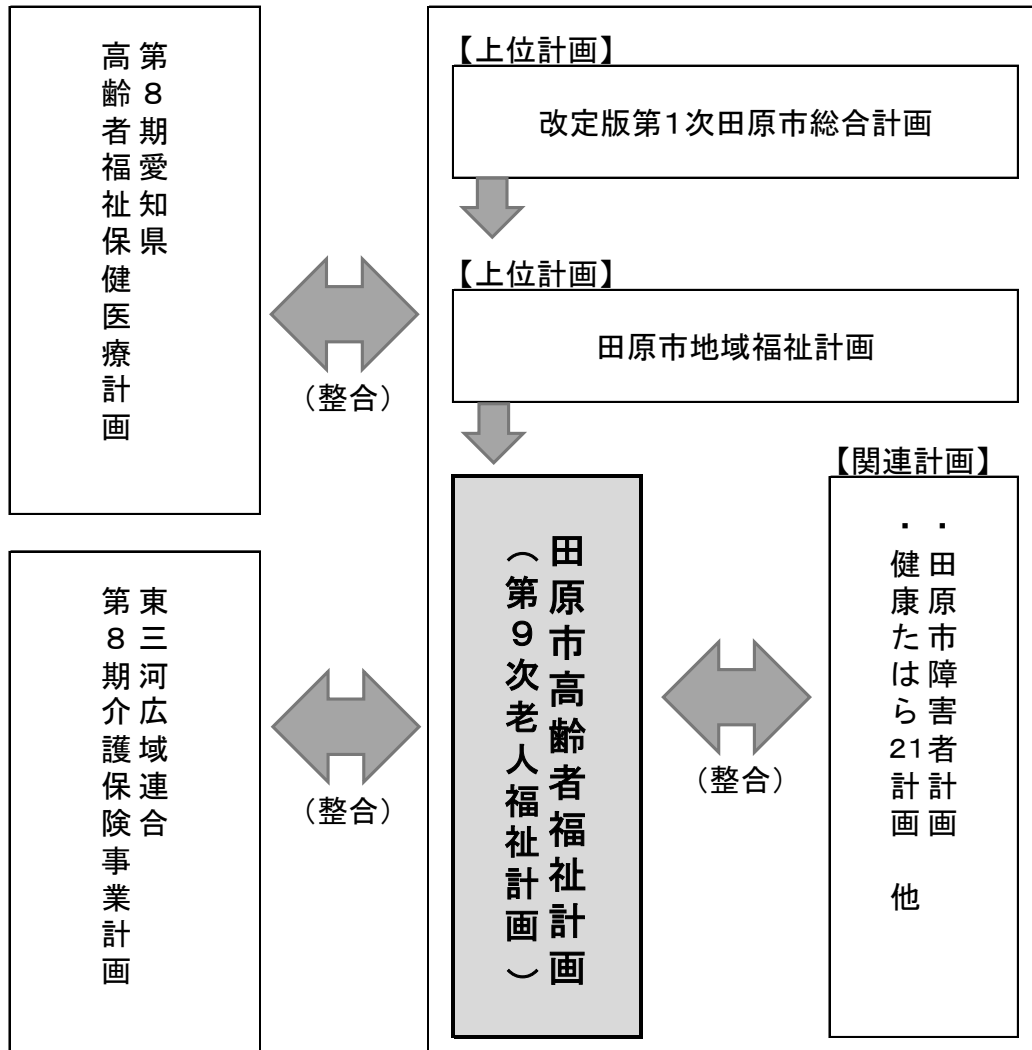 第８期愛知県
高齢者福祉保健医療計画
（整合）
東三河広域連合
第８期介護保険事業計画
（整合）
【上位計画】
改定版第１次田原市総合計画
【上位計画】
田原市地域福祉計画
田原市高齢者福祉計画
（第９次老人福祉計画）
（整合）
【関連計画】
・田原市障害者計画
・健康たはら21計画　他